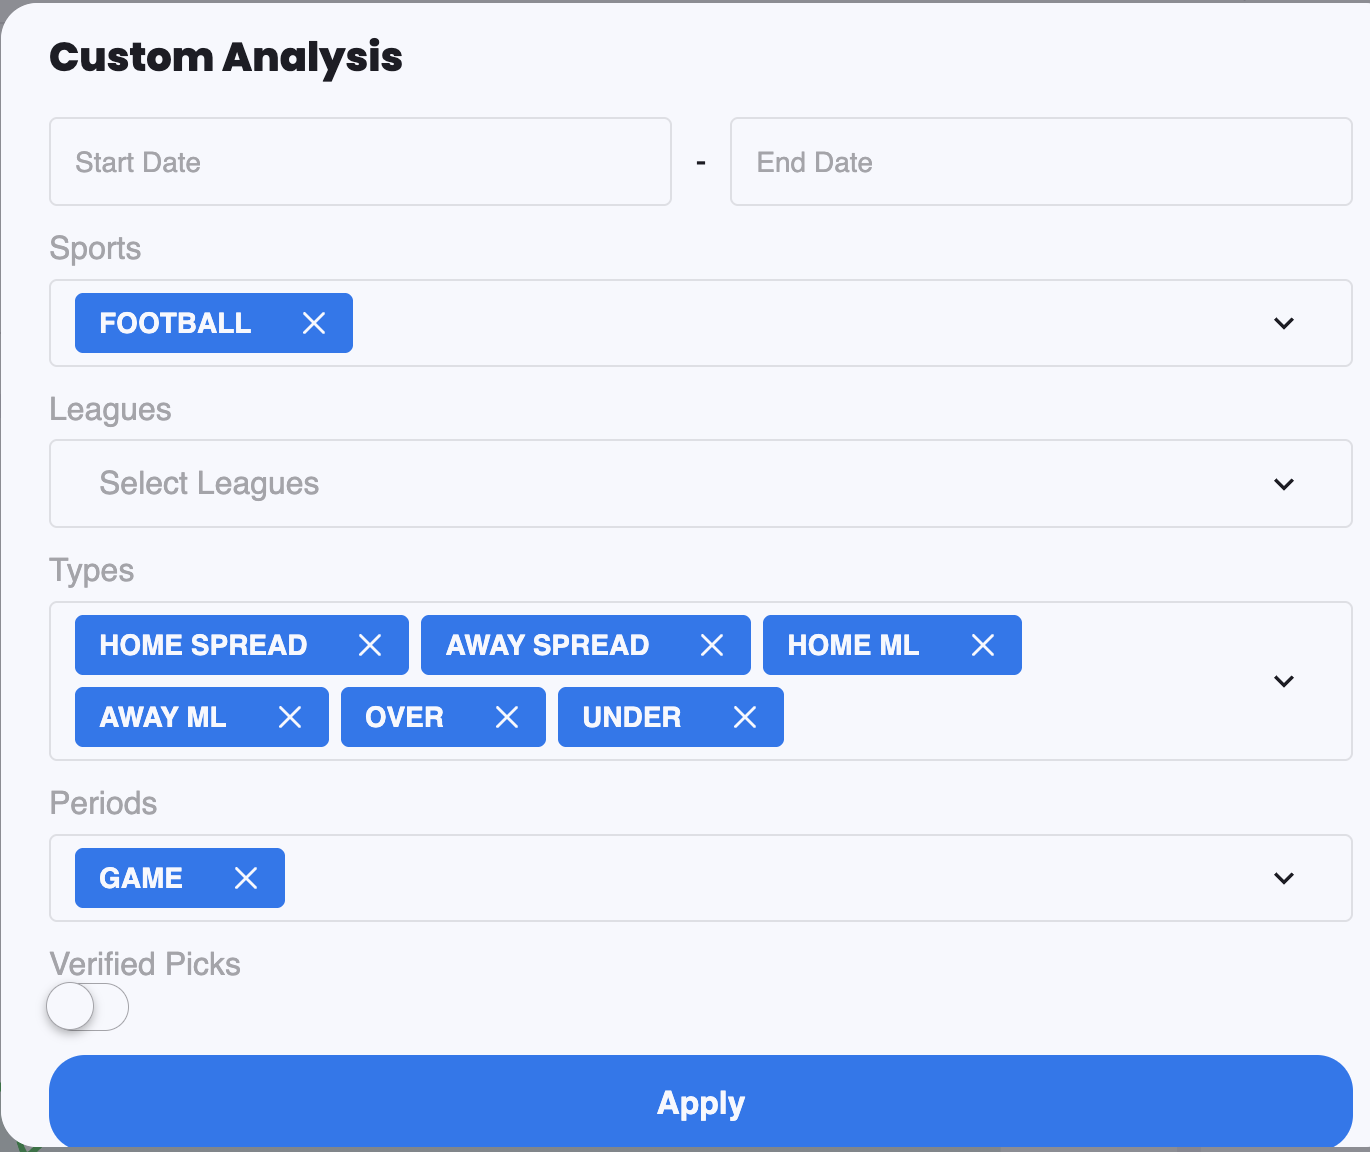 Custom Analysis
Start Date - End Date
Sports
FOOTBALL
Leagues
Select Leagues
Types
HOME SPREAD AWAY SPREAD HOME ML
AWAY ML OVER UNDER
Periods
GAME
Verified Picks
Apply